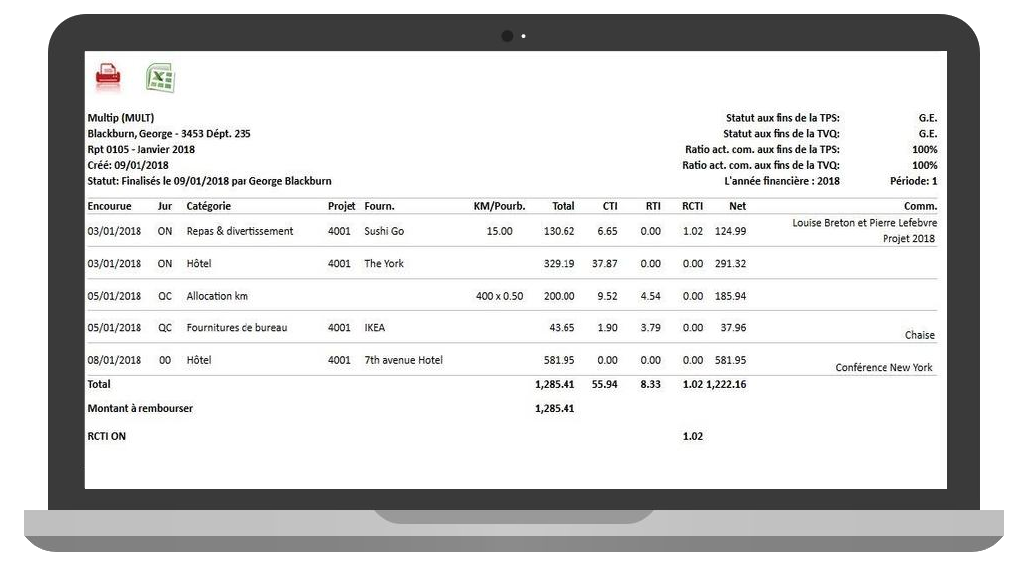 Multip (MULT)
Statut aux fins de la TPS: G.E.
Blackburn, George - 3453 Dépt. 235
Statut aux fins de la TVQ: G.E.
Rpt 0105 - Janvier 2018
Ratio act. com. aux fins de la TPS: 100%
Créé: 09/01/2018
Ratio act. com. aux fins de la TVQ: 100%
Statut: Finalisés le 09/01/2018 par George Blackburn
L'année financière : 2018 Période: 1
Encourue Jur Catégorie Projet Fourn. KM/Pourb. Total CTI RTI RCTI Net Comm.
03/01/2018 ON Repas & divertissement 4001 Sushi Go 15.00 130.62 6.65 0.00 1.02 124.99 Louise Breton et Pierre Lefebvre
Projet 2018
03/01/2018 ON Hôtel 4001 The York 329.19 37.87 0.00 0.00 291.32
05/01/2018 QC Allocation km 400 x 0.50 200.00 9.52 4.54 0.00 185.94
05/01/2018 QC Fournitures de bureau 4001 IKEA 43.65 1.90 3.79 0.00 37.96 Chaise
08/01/2018 00 Hôtel 4001 7th avenue Hotel 581.95 0.00 0.00 0.00 581.95 Conférence New York
Total 1,285.41 55.94 8.33 1.02 1,222.16
Montant à rembourser 1,285.41
RCTI ON 1.02